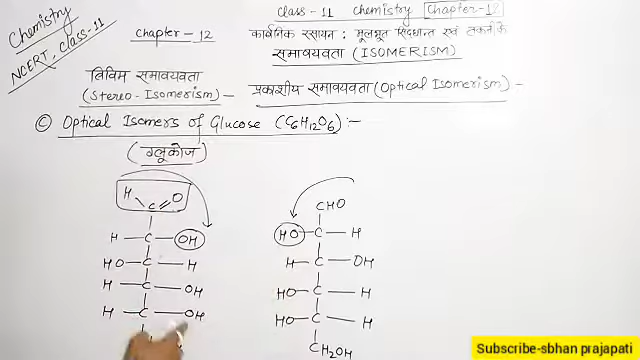 Chemistry
NCERT, Class-11
Class-11 Chemistry Chapter-12
Chapter-12
कार्बनिक रसायन : मूलभूत सिद्धान्त एवं तकनीकें
समावयवता (ISOMERISM)
त्रिविम समावयवता
(Stereo-Isomerism) –
प्रकाशीय समावयवता (Optical Isomerism) –
© Optical Isomers of Glucose (C6H12O6) :-
(ग्लूकोज)
H O
C
CHO
H – C – OH
HO – C – H
HO – C – H
H – C – OH
H – C – OH
HO – C – H
H – C – OH
HO – C – H
CH2OH
Subscribe-sbhan prajapati